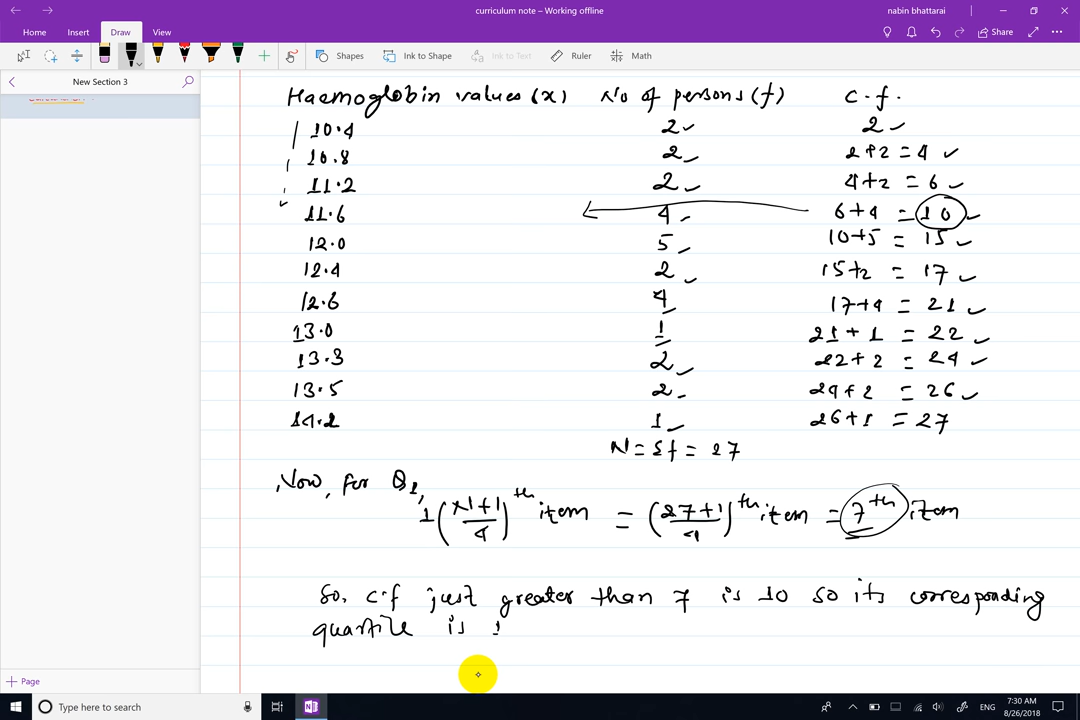 curriculum note – Working offline
nabin bhattarai
Home Insert Draw View
Share
Shapes Ink to Shape Ink to Text Ruler Math
New Section 3
Haemoglobin values (x) No of persons (f) c.f.
10.4 2 2
10.8 2 2+2 = 4
11.2 2 4+2 = 6
11.6 4 6+4 = 10
12.0 5 10+5 = 15
12.4 2 15+2 = 17
12.6 4 17+4 = 21
13.0 1 21+1 = 22
13.3 2 22+2 = 24
13.5 2 24+2 = 26
14.2 1 26+1 = 27
N = Σf = 27
Now, for Q1,
1(N+1/4)th item = (27+1/4)th item = 7th item
So, c.f just greater than 7 is 10 so its corresponding
quartile is 1
+ Page
Type here to search
ENG
7:30 AM
8/26/2018